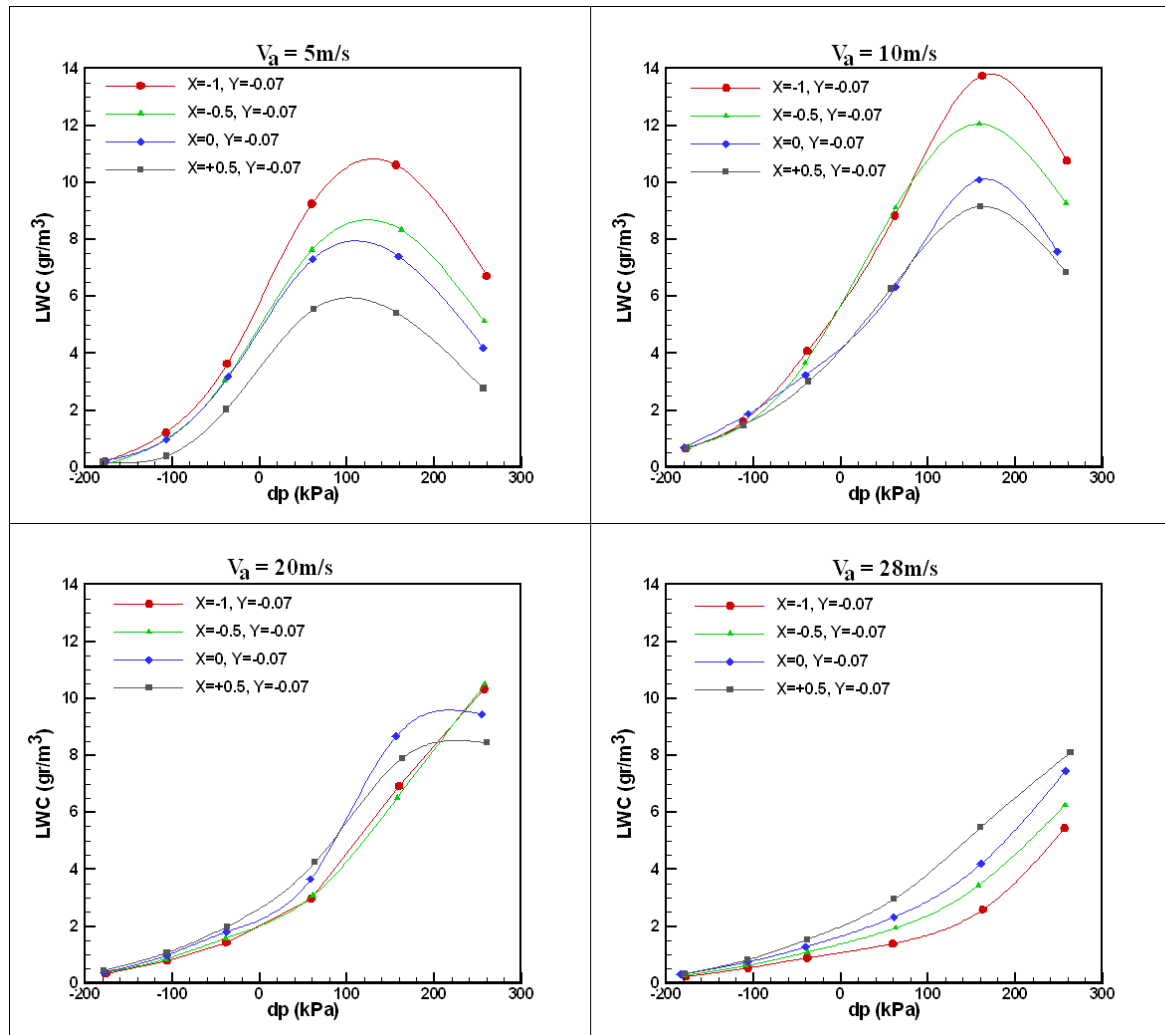 V_a = 5m/s
14
12
10
8
6
4
2
0
LWC (gr/m³)
X=-1, Y=-0.07
X=-0.5, Y=-0.07
X=0, Y=-0.07
X=+0.5, Y=-0.07
-200 -100 0 100 200 300
dp (kPa)
V_a = 10m/s
14
12
10
8
6
4
2
0
LWC (gr/m³)
X=-1, Y=-0.07
X=-0.5, Y=-0.07
X=0, Y=-0.07
X=+0.5, Y=-0.07
-200 -100 0 100 200 300
dp (kPa)
V_a = 20m/s
14
12
10
8
6
4
2
0
LWC (gr/m³)
X=-1, Y=-0.07
X=-0.5, Y=-0.07
X=0, Y=-0.07
X=+0.5, Y=-0.07
-200 -100 0 100 200 300
dp (kPa)
V_a = 28m/s
14
12
10
8
6
4
2
0
LWC (gr/m³)
X=-1, Y=-0.07
X=-0.5, Y=-0.07
X=0, Y=-0.07
X=+0.5, Y=-0.07
-200 -100 0 100 200 300
dp (kPa)